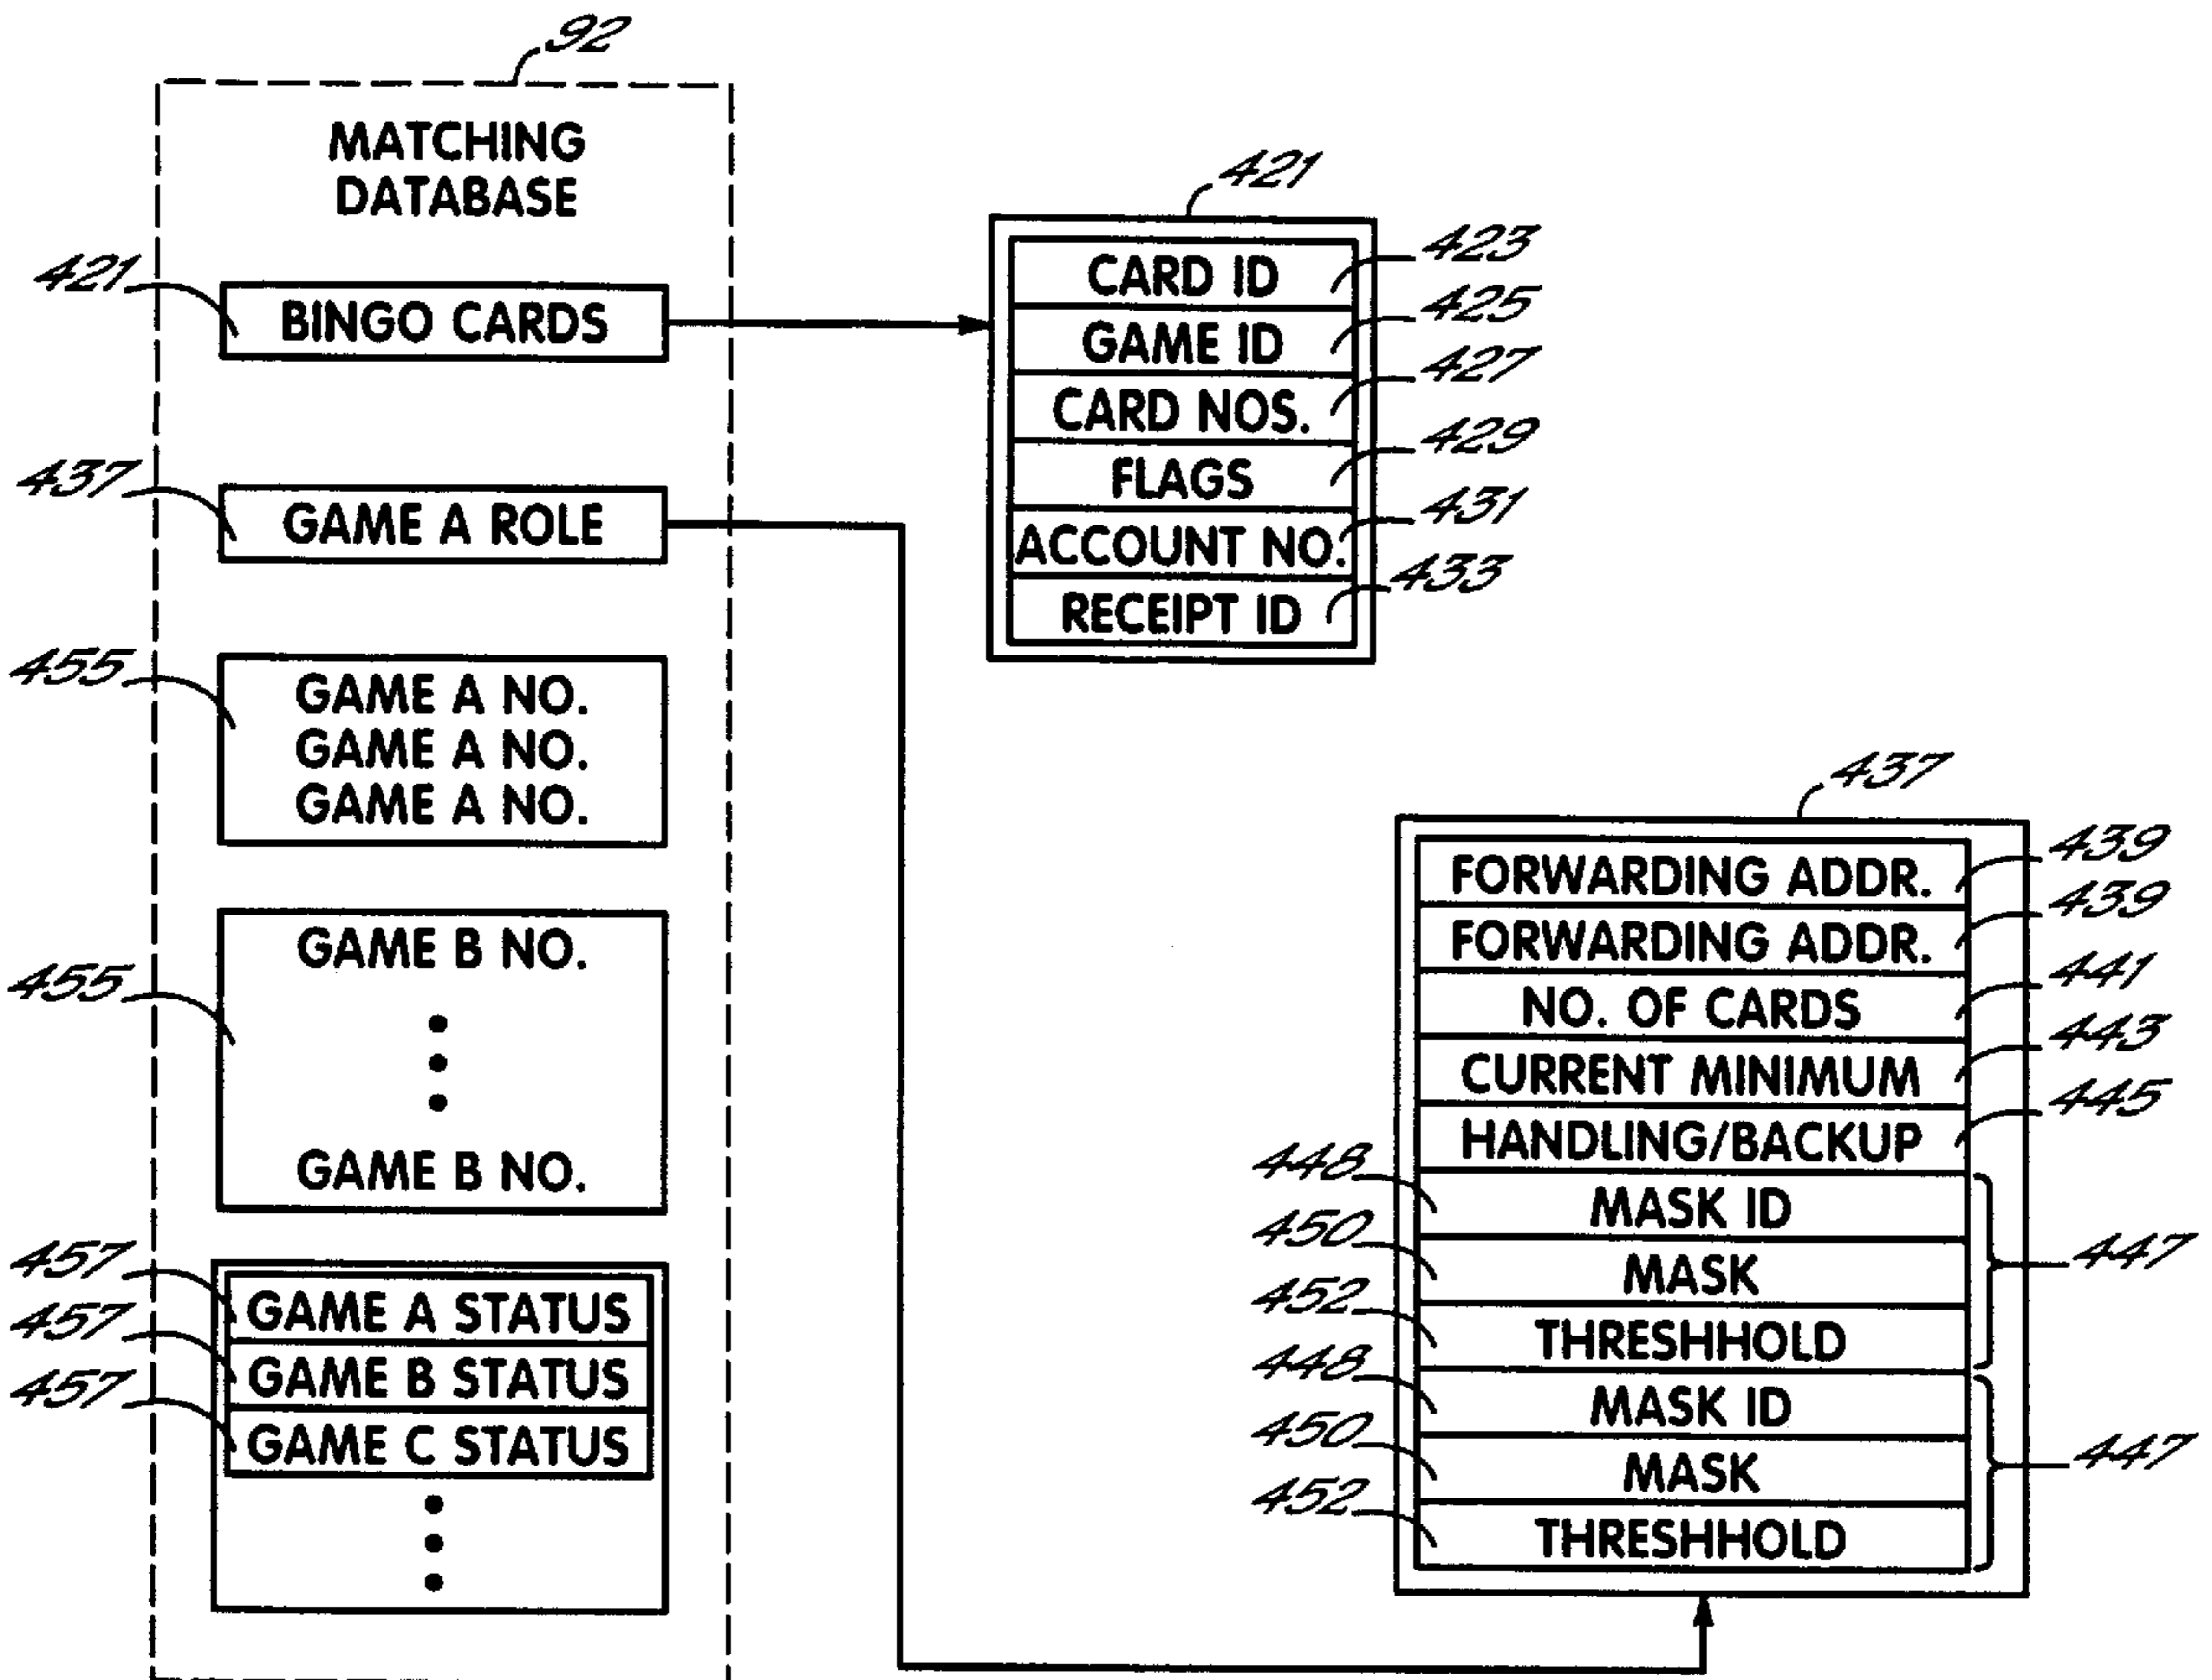 92
MATCHING
DATABASE
421
BINGO CARDS
437
GAME A ROLE
455
GAME A NO.
GAME A NO.
GAME A NO.
455
GAME B NO.
GAME B NO.
457
GAME A STATUS
457
GAME B STATUS
457
GAME C STATUS
421
CARD ID 423
GAME ID 425
CARD NOS. 427
FLAGS 429
ACCOUNT NO. 431
RECEIPT ID 433
437
FORWARDING ADDR. 439
FORWARDING ADDR. 439
NO. OF CARDS 441
CURRENT MINIMUM 443
HANDLING/BACKUP 445
448 MASK ID
450 MASK
447
452 THRESHHOLD
448 MASK ID
450 MASK
447
452 THRESHHOLD